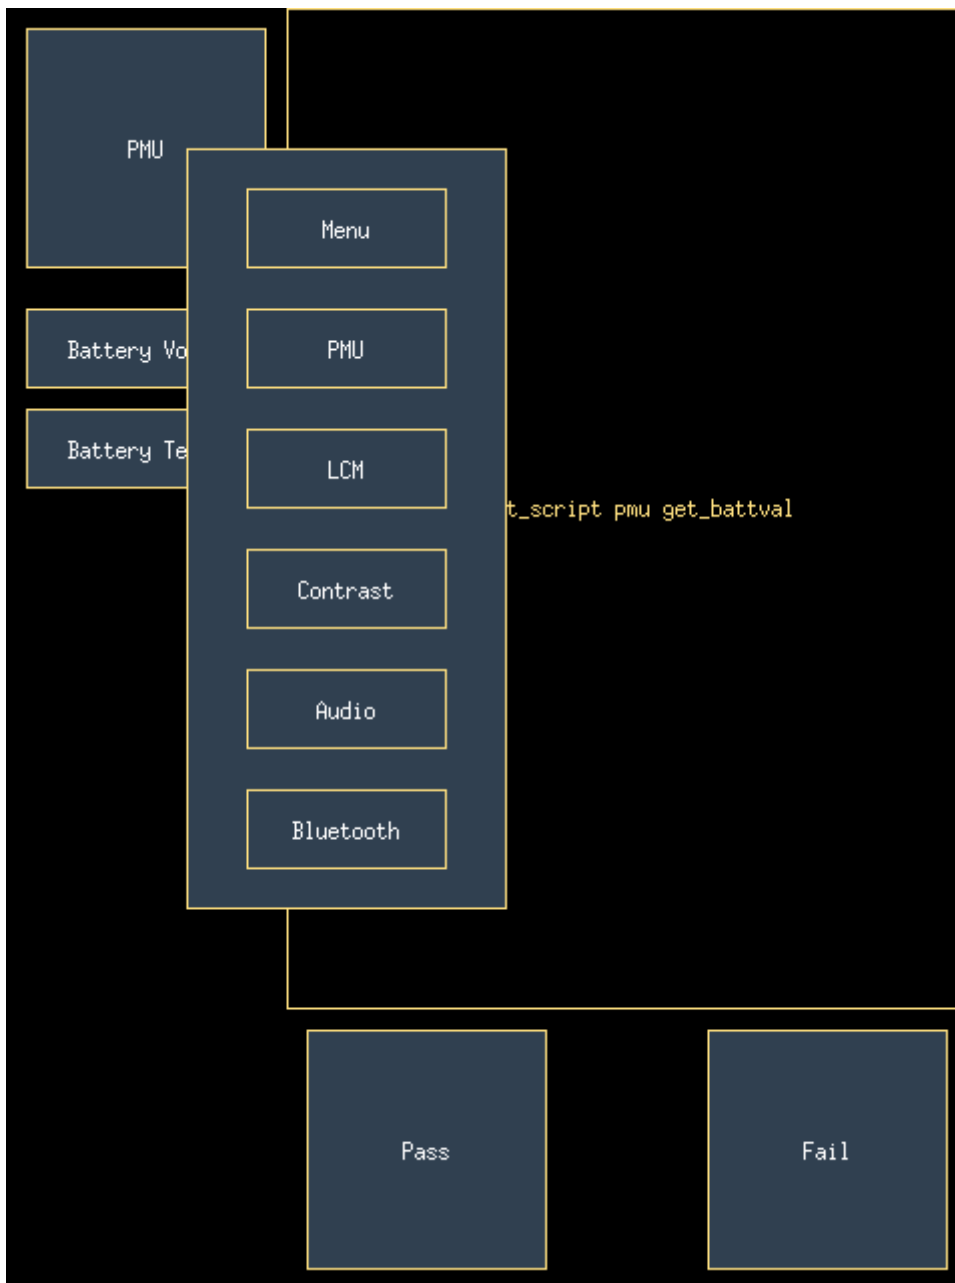 PMU
Menu
Battery Vo
PMU
Battery Te
LCM
t_script pmu get_battval
Contrast
Audio
Bluetooth
Pass
Fail